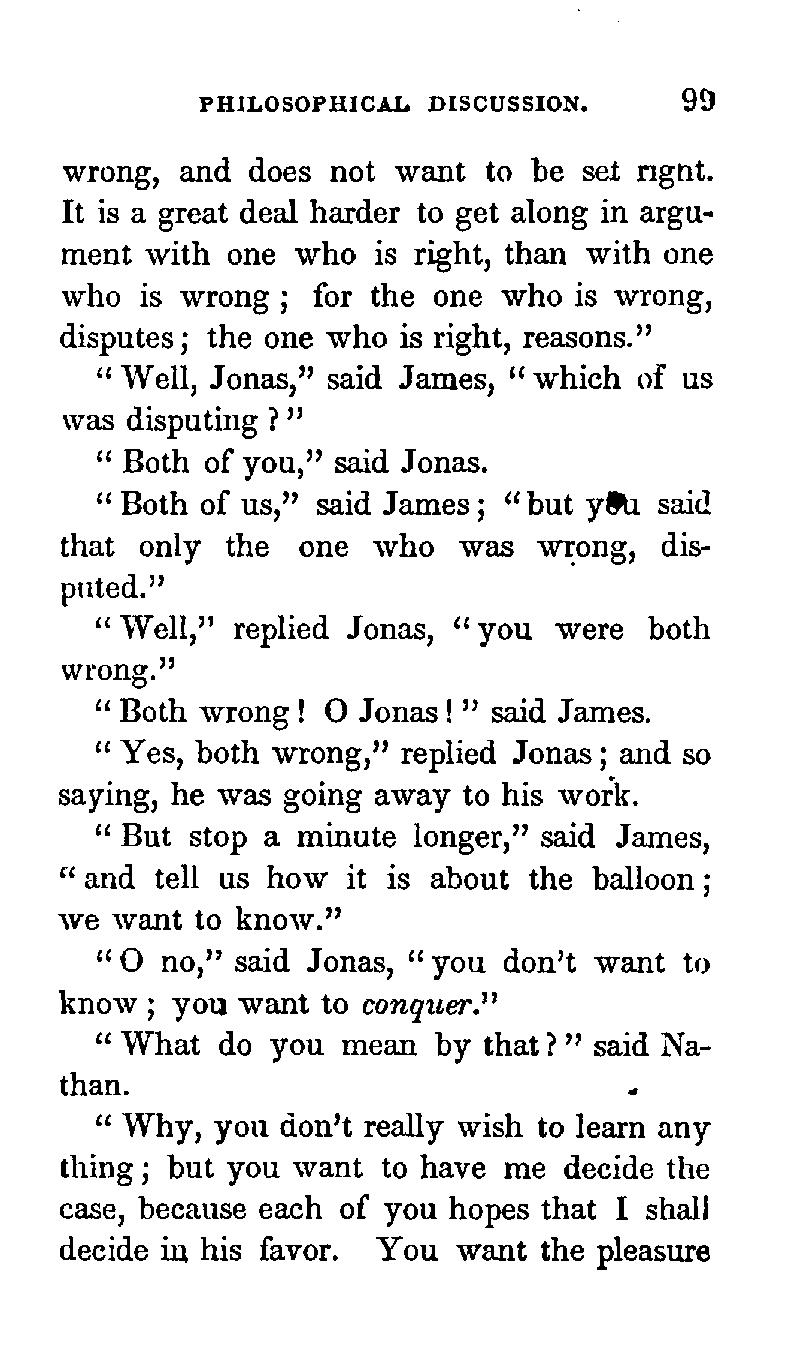 PHILOSOPHICAL DISCUSSION. 99
wrong, and does not want to be set right.
It is a great deal harder to get along in argu-
ment with one who is right, than with one
who is wrong ; for the one who is wrong,
disputes ; the one who is right, reasons."
" Well, Jonas," said James, " which of us
was disputing ? "
" Both of you," said Jonas.
" Both of us," said James ; " but you said
that only the one who was wrong, dis-
puted."
" Well," replied Jonas, " you were both
wrong."
" Both wrong ! O Jonas ! " said James.
" Yes, both wrong," replied Jonas ; and so
saying, he was going away to his work.
" But stop a minute longer," said James,
" and tell us how it is about the balloon ;
we want to know."
" O no," said Jonas, " you don't want to
know ; you want to conquer."
" What do you mean by that ? " said Na-
than.
" Why, you don't really wish to learn any
thing ; but you want to have me decide the
case, because each of you hopes that I shall
decide in his favor. You want the pleasure